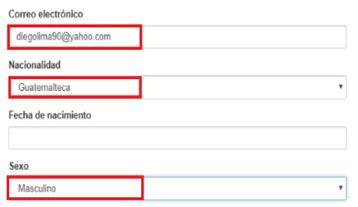 Correo electrónico
diegolima90@yahoo.com
Nacionalidad
Guatemalteca
Fecha de nacimiento
Sexo
Masculino